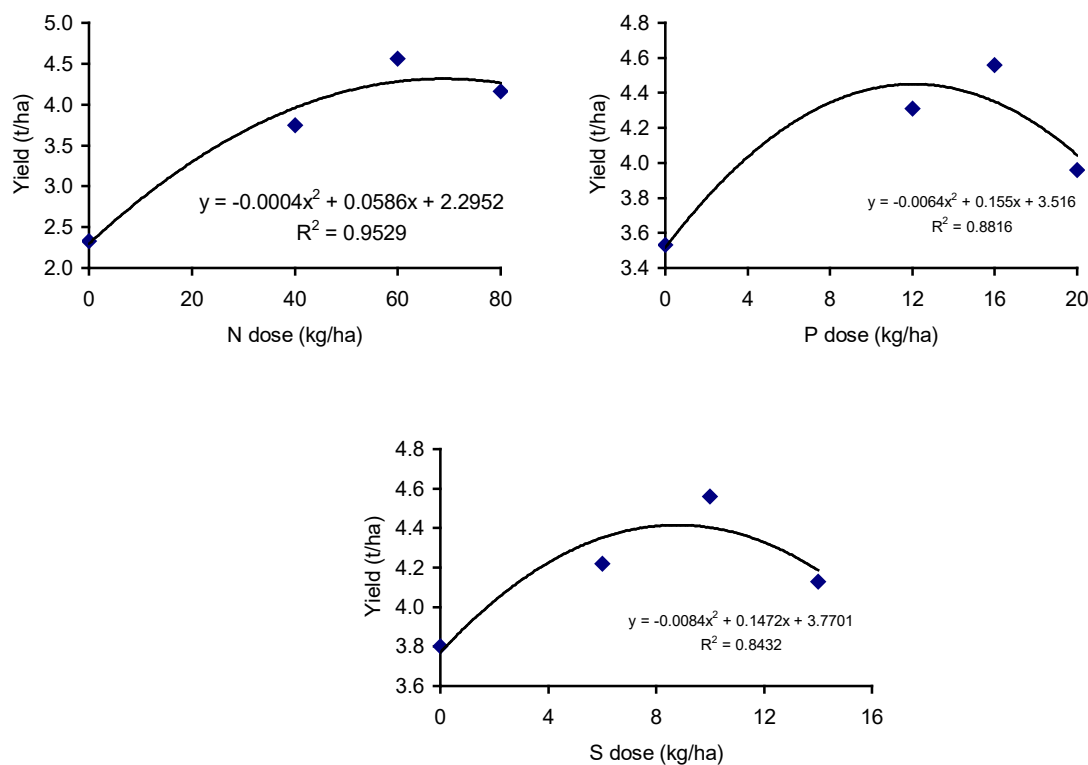 5.0
4.5
4.0
3.5
3.0
2.5
2.0
Yield (t/ha)
y = -0.0004x² + 0.0586x + 2.2952
R² = 0.9529
0 20 40 60 80
N dose (kg/ha)
4.8
4.6
4.4
4.2
4.0
3.8
3.6
3.4
Yield (t/ha)
y = -0.0064x² + 0.155x + 3.516
R² = 0.8816
0 4 8 12 16 20
P dose (kg/ha)
4.8
4.6
4.4
4.2
4.0
3.8
3.6
Yield (t/ha)
y = -0.0084x² + 0.1472x + 3.7701
R² = 0.8432
0 4 8 12 16
S dose (kg/ha)